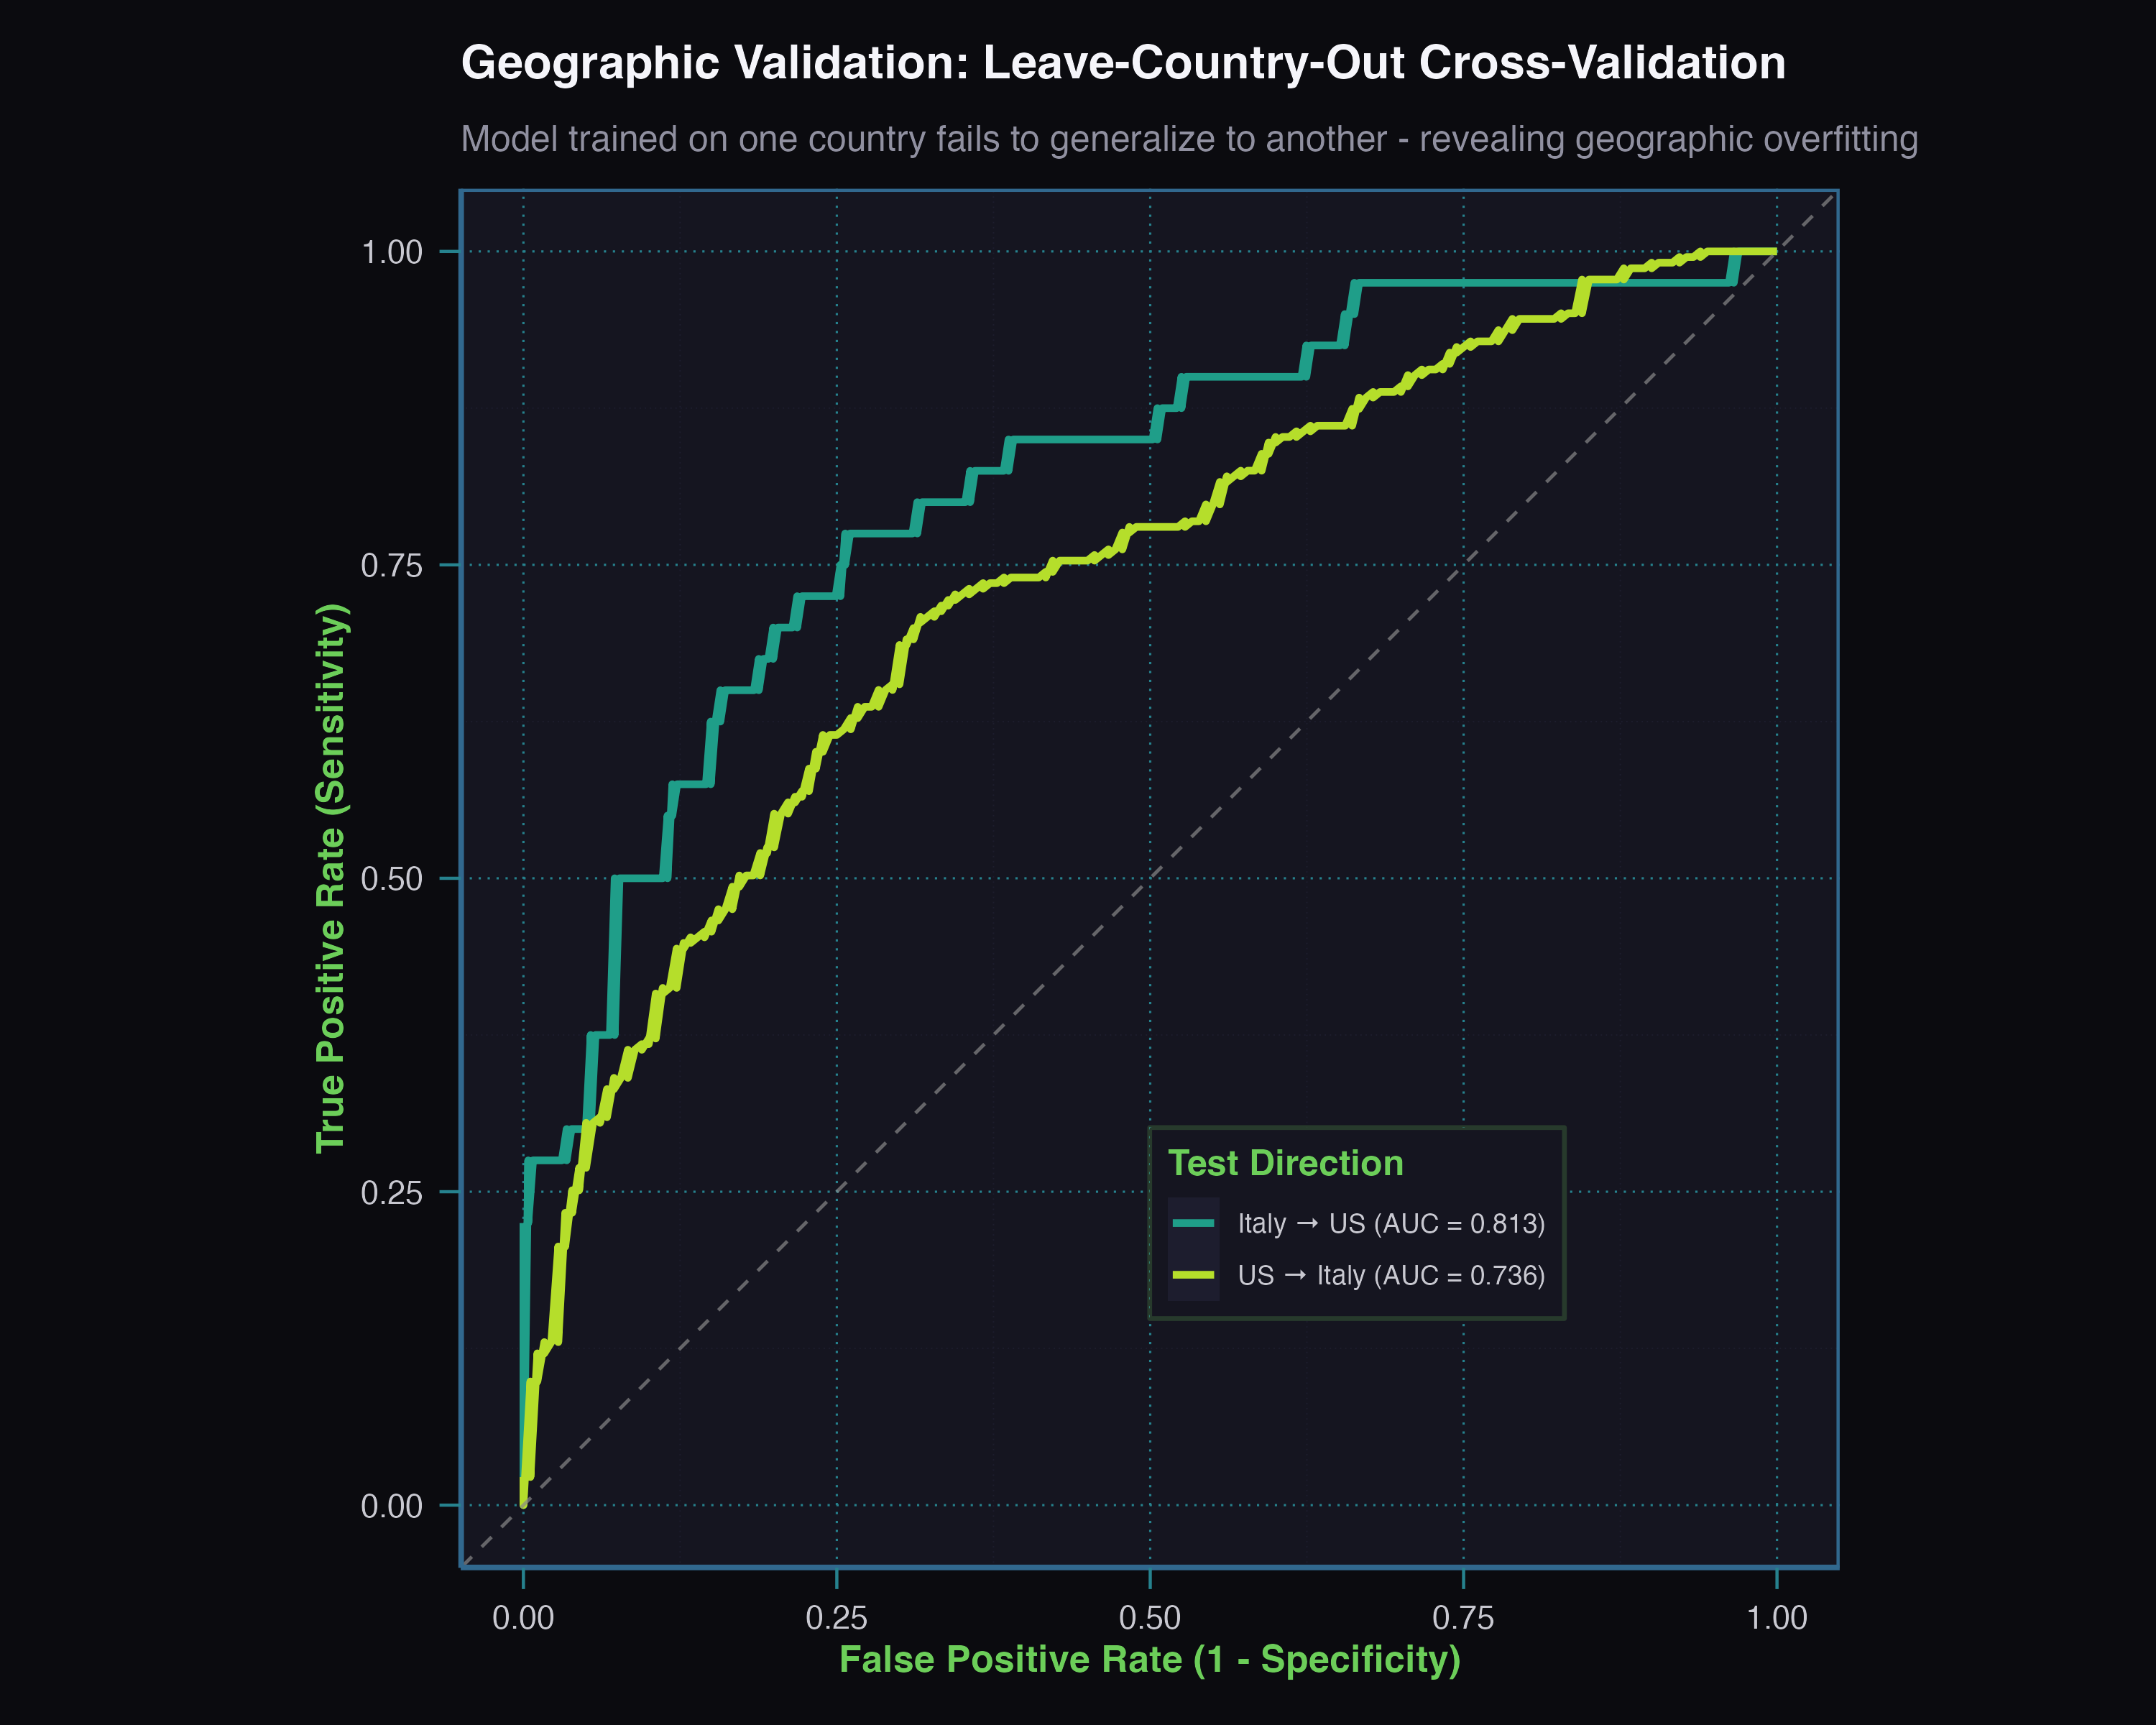 Geographic Validation: Leave-Country-Out Cross-Validation
Model trained on one country fails to generalize to another - revealing geographic overfitting
True Positive Rate (Sensitivity)
1.00
0.75
0.50
0.25
0.00
Test Direction
Italy → US (AUC = 0.813)
US → Italy (AUC = 0.736)
0.00 0.25 0.50 0.75 1.00
False Positive Rate (1 - Specificity)